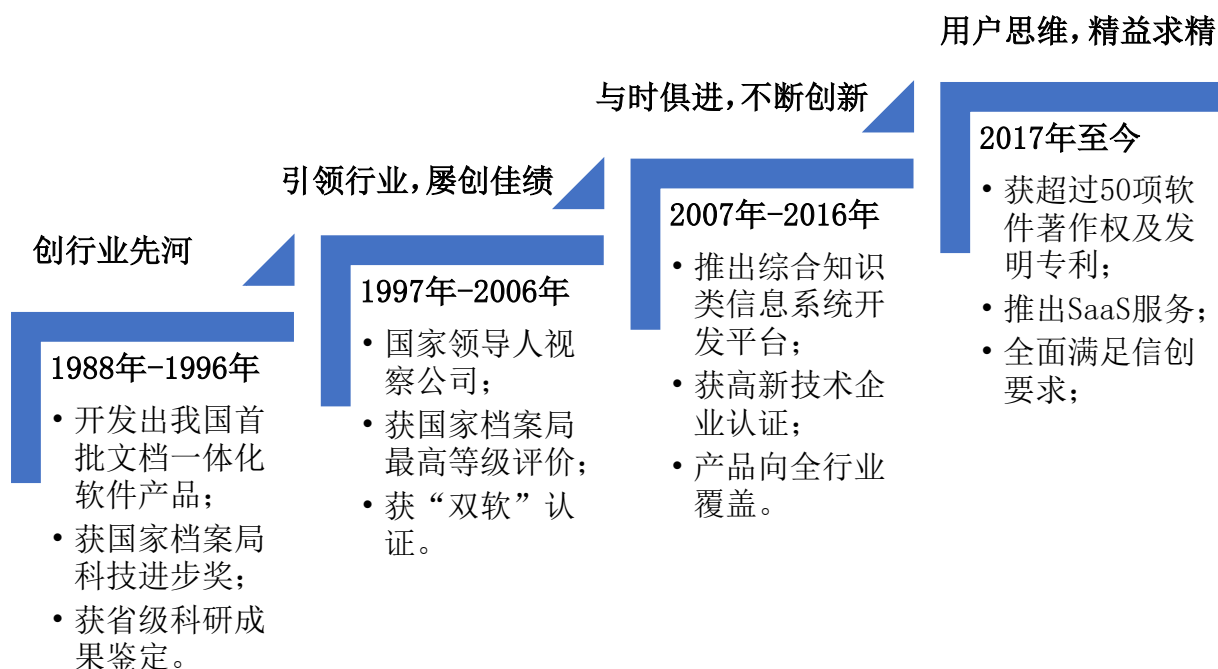 创行业先河
1988年-1996年
• 开发出我国首
批文档一体化
软件产品；
• 获国家档案局
科技进步奖；
• 获省级科研成
果鉴定。
引领行业，屡创佳绩
1997年-2006年
• 国家领导人视
察公司；
• 获国家档案局
最高等级评价；
• 获“双软”认
证。
与时俱进，不断创新
2007年-2016年
• 推出综合知识
类信息系统开
发平台；
• 获高新技术企
业认证；
• 产品向全行业
覆盖。
用户思维，精益求精
2017年至今
• 获超过50项软
件著作权及发
明专利；
• 推出SaaS服务；
• 全面满足信创
要求；